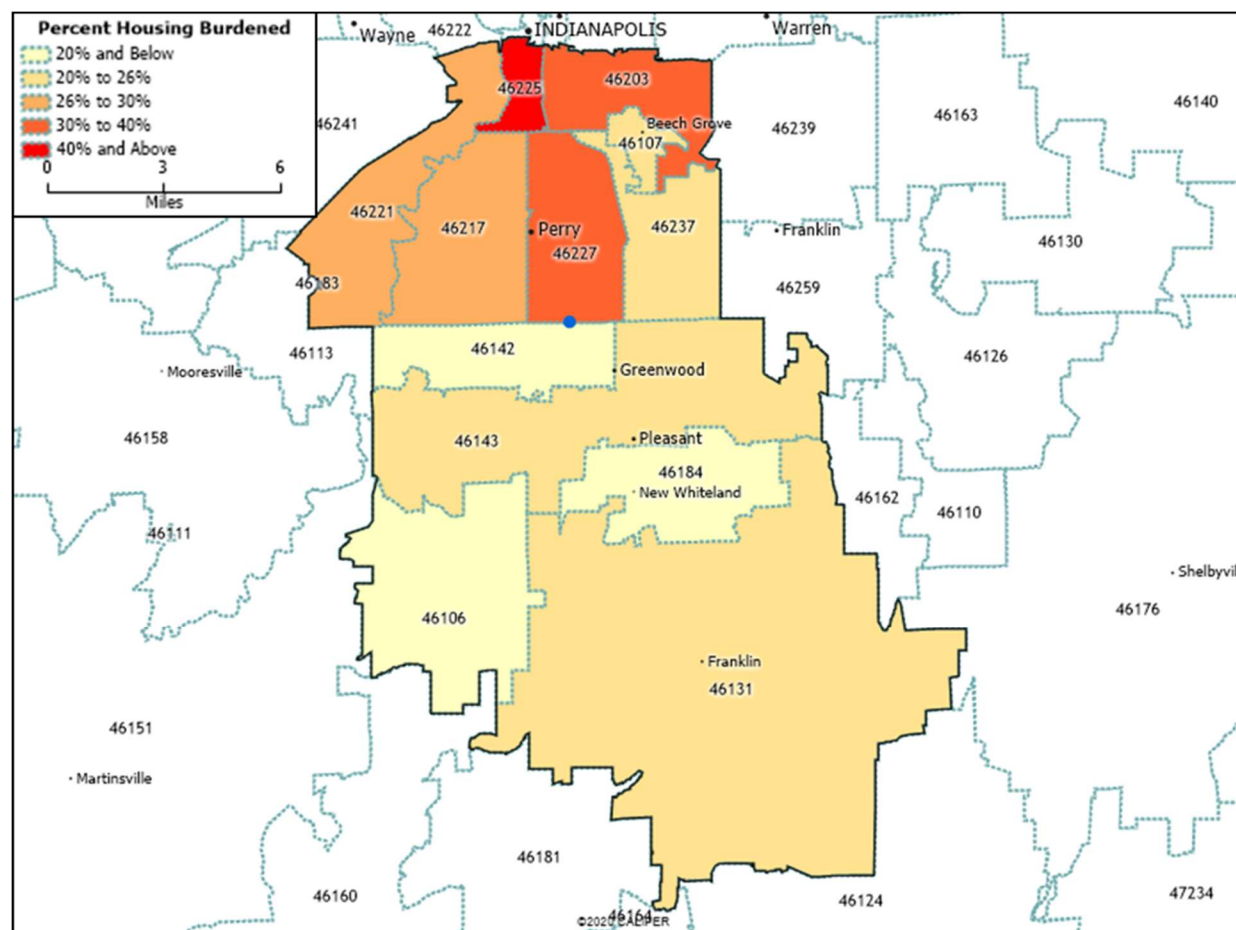 Percent Housing Burdened
20% and Below
20% to 26%
26% to 30%
30% to 40%
40% and Above
0 3 6
Miles
Wayne
46222
INDIANAPOLIS
Warren
46225
46203
46241
46239
46163
46140
Beech Grove
46107
46221
46217
Perry
46227
46237
Franklin
46130
46183
46259
46113
46142
46126
Mooresville
Greenwood
46158
46143
Pleasant
46184
New Whiteland
46162
46110
46111
Shelbyvil
46176
46106
Franklin
46131
46151
Martinsville
46181
46160
46124
47234
46164
©2020 CALIPER